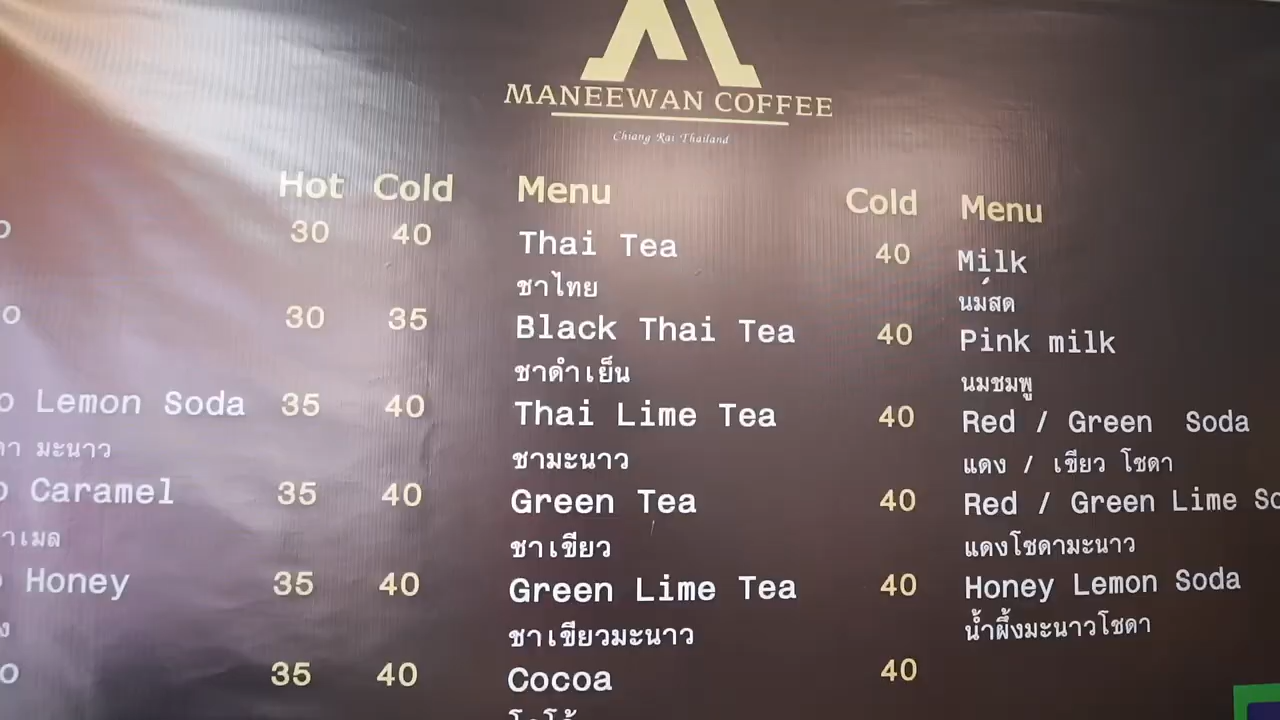 MANEEWAN COFFEE
Chiang Rai Thailand
Hot Cold
30 40
30 35
Lemon Soda 35 40
มะนาว
Caramel 35 40
Honey 35 40
35 40
Menu Cold
Thai Tea 40
ชาไทย
Black Thai Tea 40
ชาดำเย็น
Thai Lime Tea 40
ชามะนาว
Green Tea 40
ชาเขียว
Green Lime Tea 40
ชาเขียวมะนาว
Cocoa 40
Menu
Milk
นมสด
Pink milk
นมชมพู
Red / Green Soda
แดง / เขียว โซดา
Red / Green Lime
แดงโซดามะนาว
Honey Lemon Soda
น้ำผึ้งมะนาวโซดา